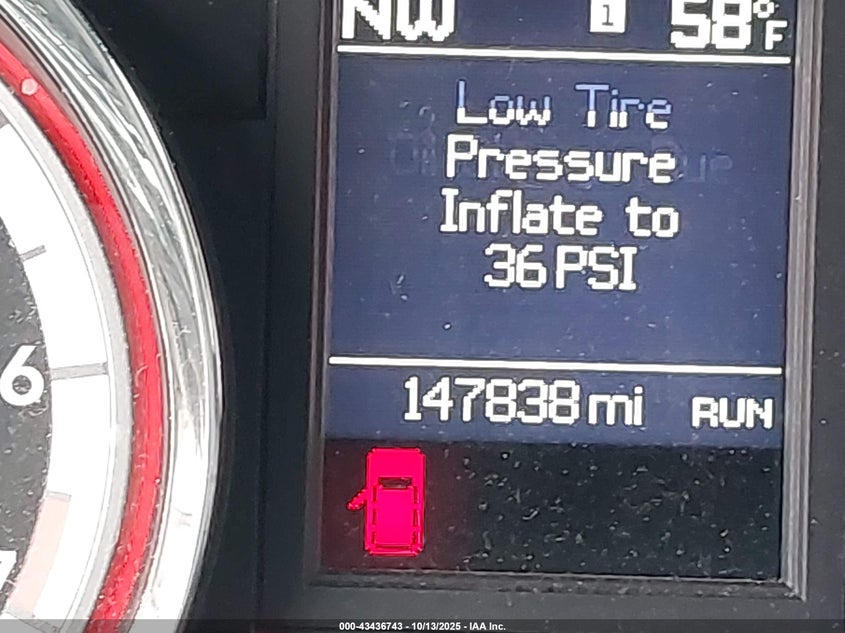 NW 1 58°F
Low Tire
Pressure
Inflate to
36 PSI
147838 mi RUN
6
7
000-43436743 - 10/13/2025 - IAA Inc.